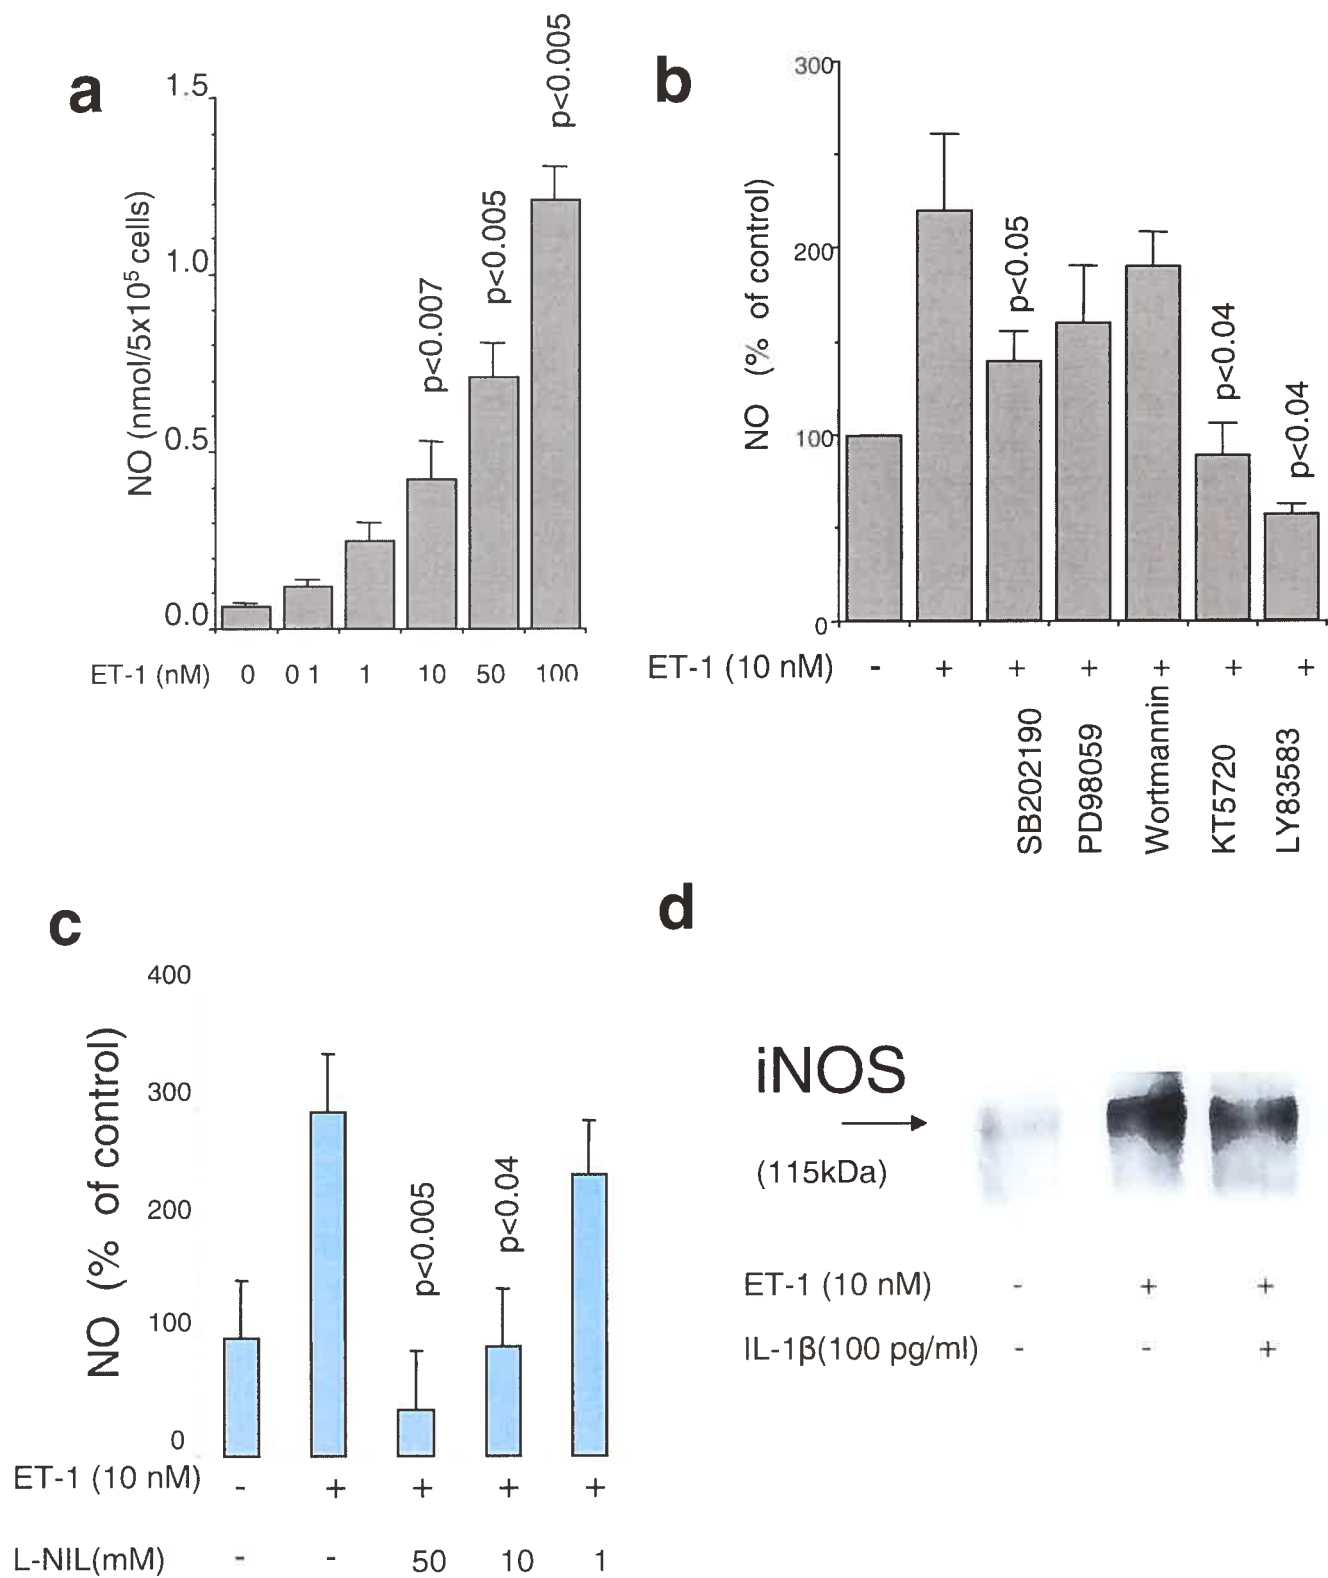 a
1.5
1.0
0.5
0.0
NO (nmol/5x10⁵ cells)
p<0.007
p<0.005
p<0.005
ET-1 (nM) 0 0 1 1 10 50 100
b
300
200
100
0
NO (% of control)
p<0.05
p<0.04
p<0.04
ET-1 (10 nM) - + + + + + +
SB202190
PD98059
Wortmannin
KT5720
LY83583
c
400
300
200
100
0
NO (% of control)
p<0.005
p<0.04
ET-1 (10 nM) - + + + +
L-NIL(mM) - - 50 10 1
d
iNOS
(115kDa)
ET-1 (10 nM) - + +
IL-1β(100 pg/ml) - - +